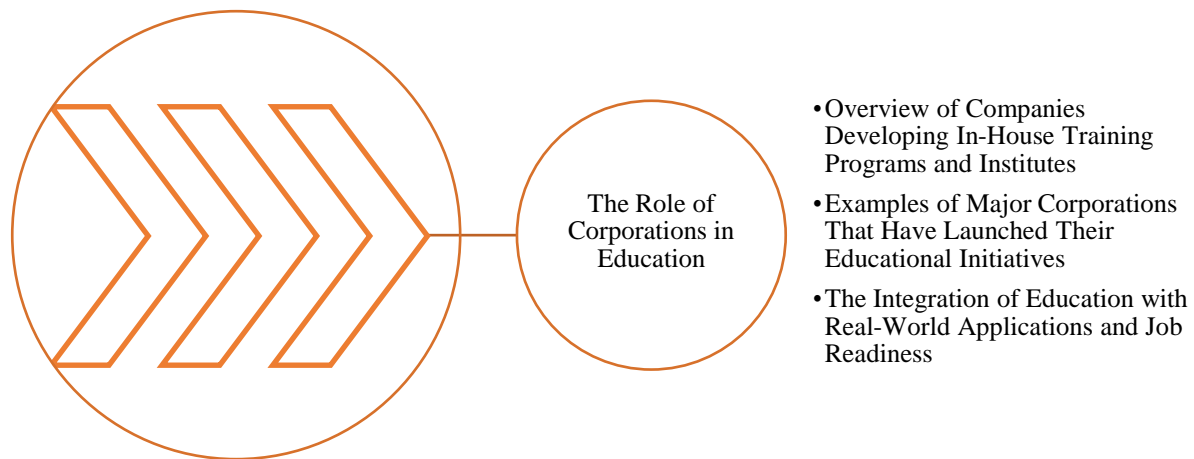 The Role of
Corporations in
Education
•Overview of Companies
Developing In-House Training
Programs and Institutes
•Examples of Major Corporations
That Have Launched Their
Educational Initiatives
•The Integration of Education with
Real-World Applications and Job
Readiness